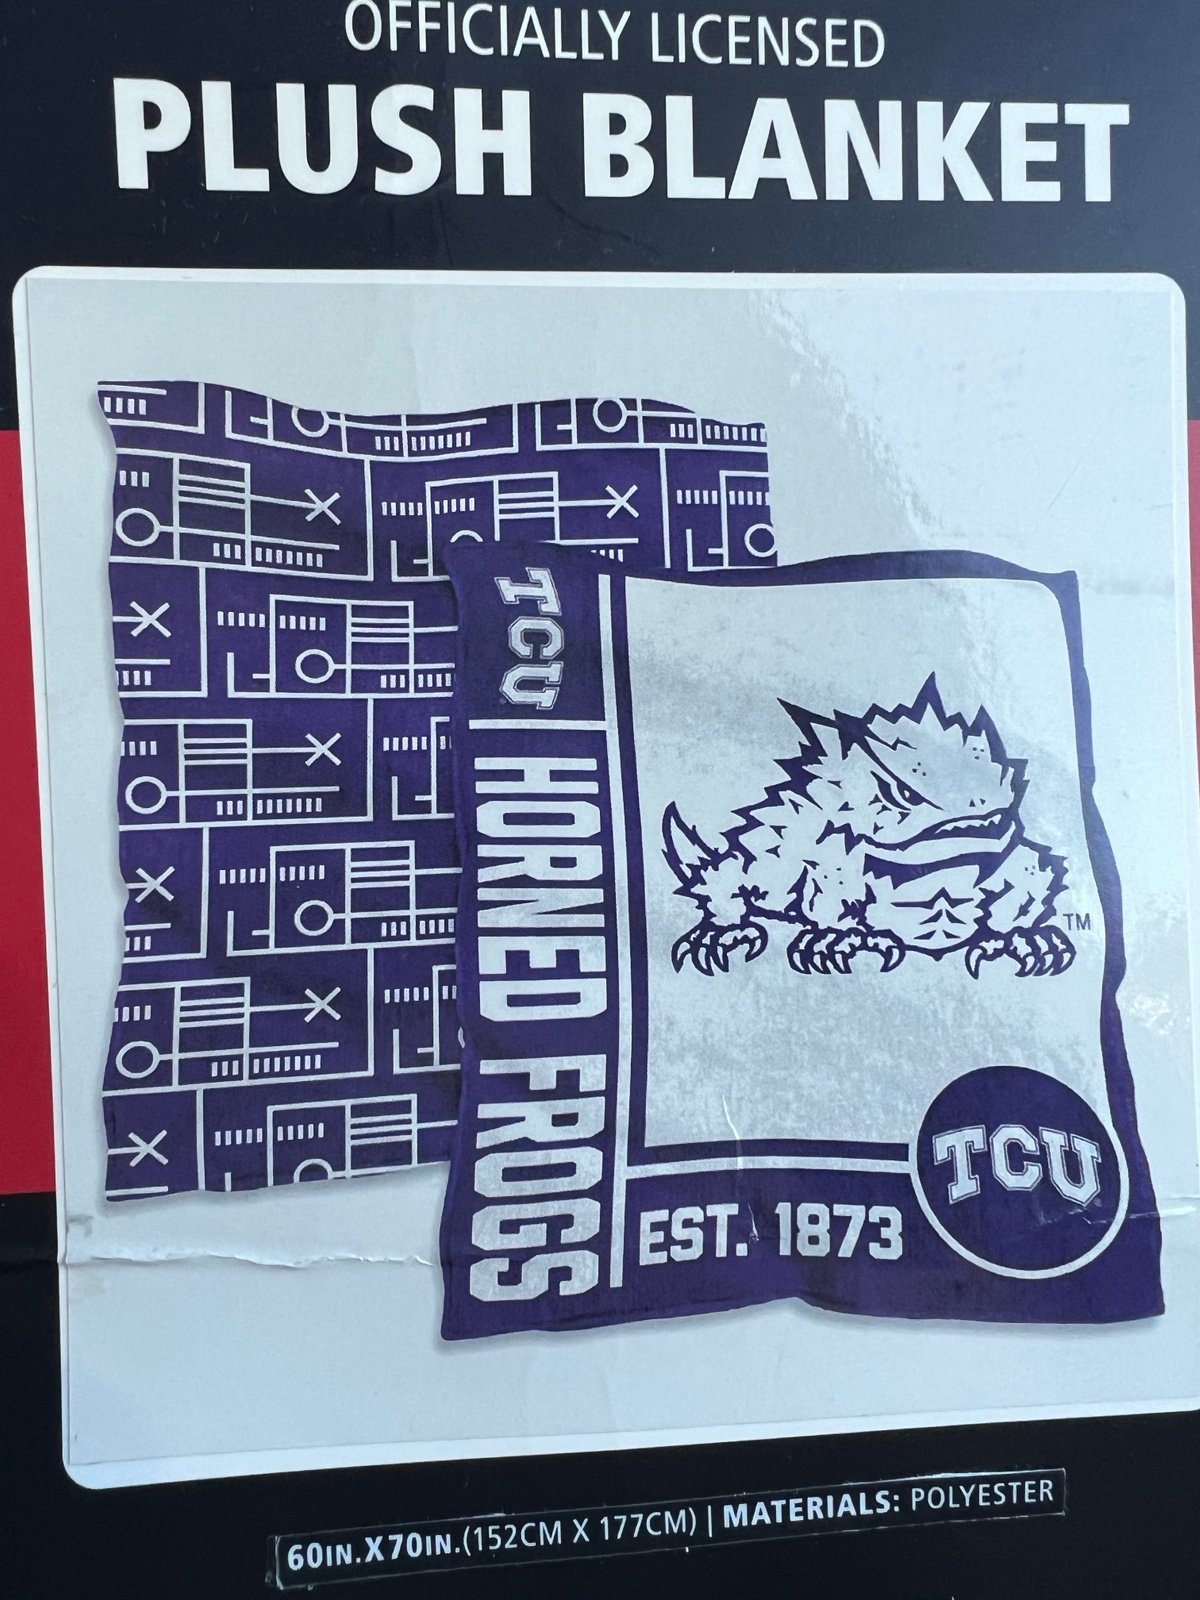 OFFICIALLY LICENSED
PLUSH BLANKET
TCU
HORNED FROGS
TM
TCU
EST. 1873
60IN.X70IN.(152CM X 177CM) | MATERIALS: POLYESTER